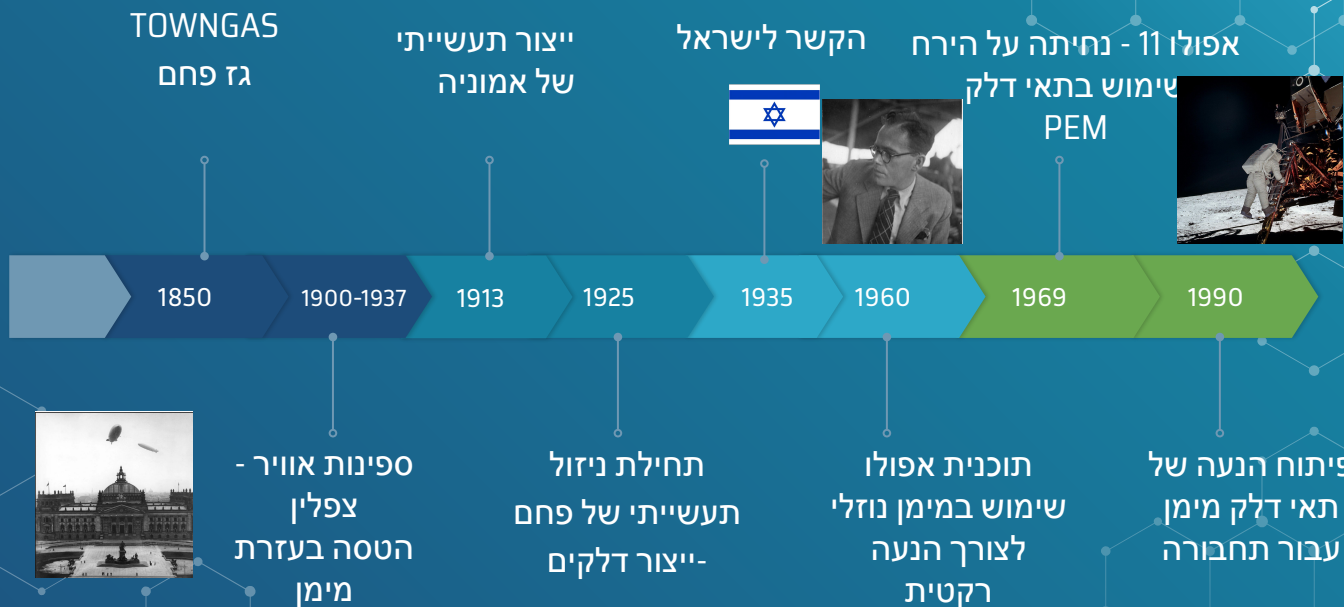 TOWNGAS
גז פחם
ייצור תעשייתי
של אמוניה
הקשר לישראל
אפולו 11 - נחיתה על הירח
שימוש בתאי דלק
PEM
1850
1900-1937
1913
1925
1935
1960
1969
1990
ספינות אוויר -
צפלין
הטסה בעזרת
מימן
תחילת ניזול
תעשייתי של פחם
-ייצור דלקים
תוכנית אפולו
שימוש במימן נוזלי
לצורך הנעה
רקטית
פיתוח הנעה של
תאי דלק מימן
עבור תחבורה